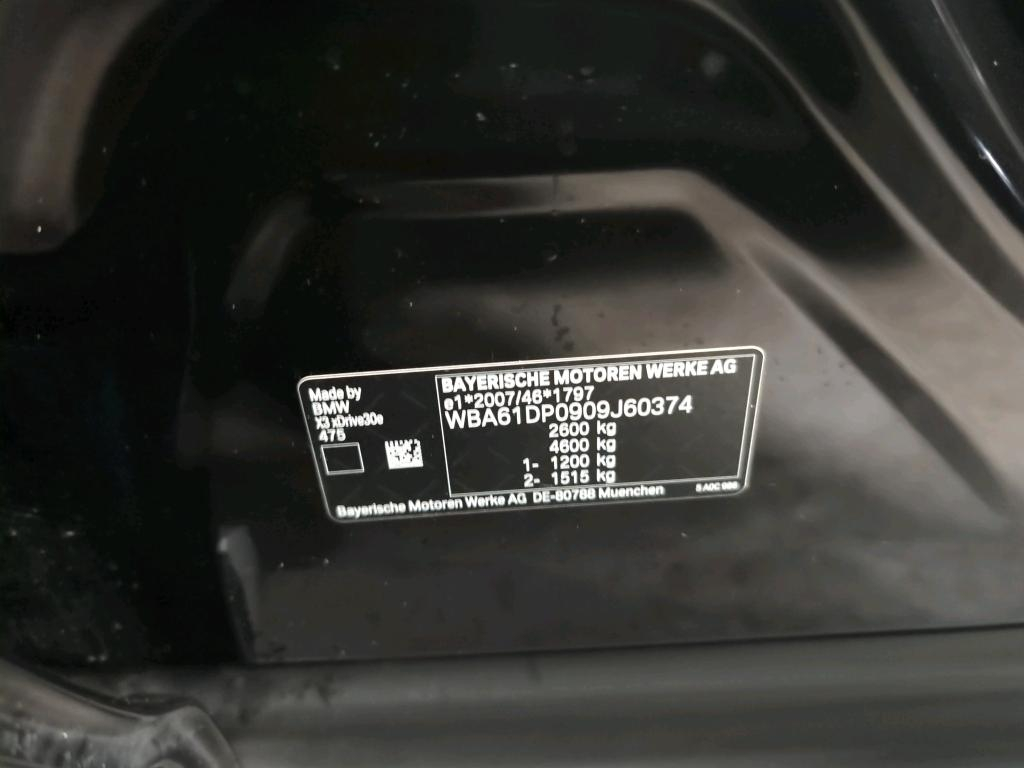 Made by
BMW
X3 xDrive30e
475
BAYERISCHE MOTOREN WERKE AG
e1*2007/46*1797
WBA61DP0909J60374
2600 kg
4600 kg
1- 1200 kg
2- 1515 kg
Bayerische Motoren Werke AG DE-80788 Muenchen